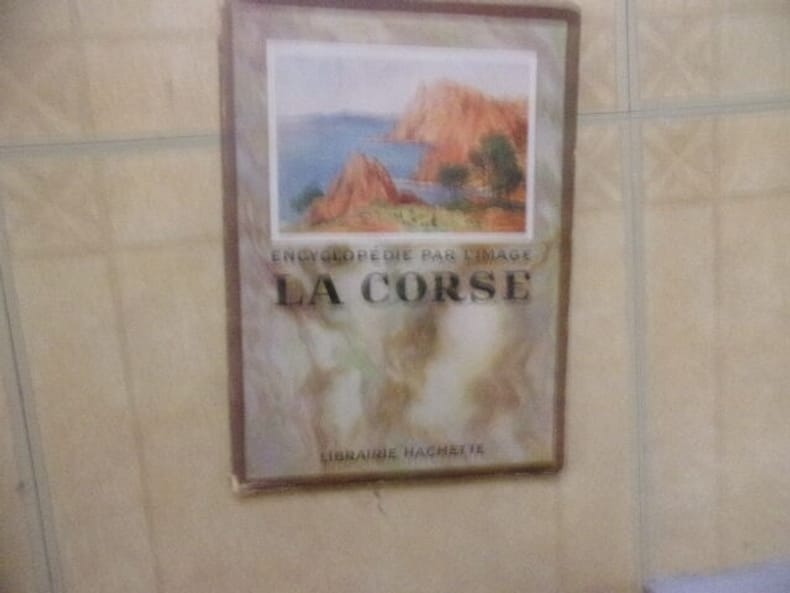 ENCYCLOPÉDIE PAR L'IMAGE
LA CORSE
LIBRAIRIE HACHETTE